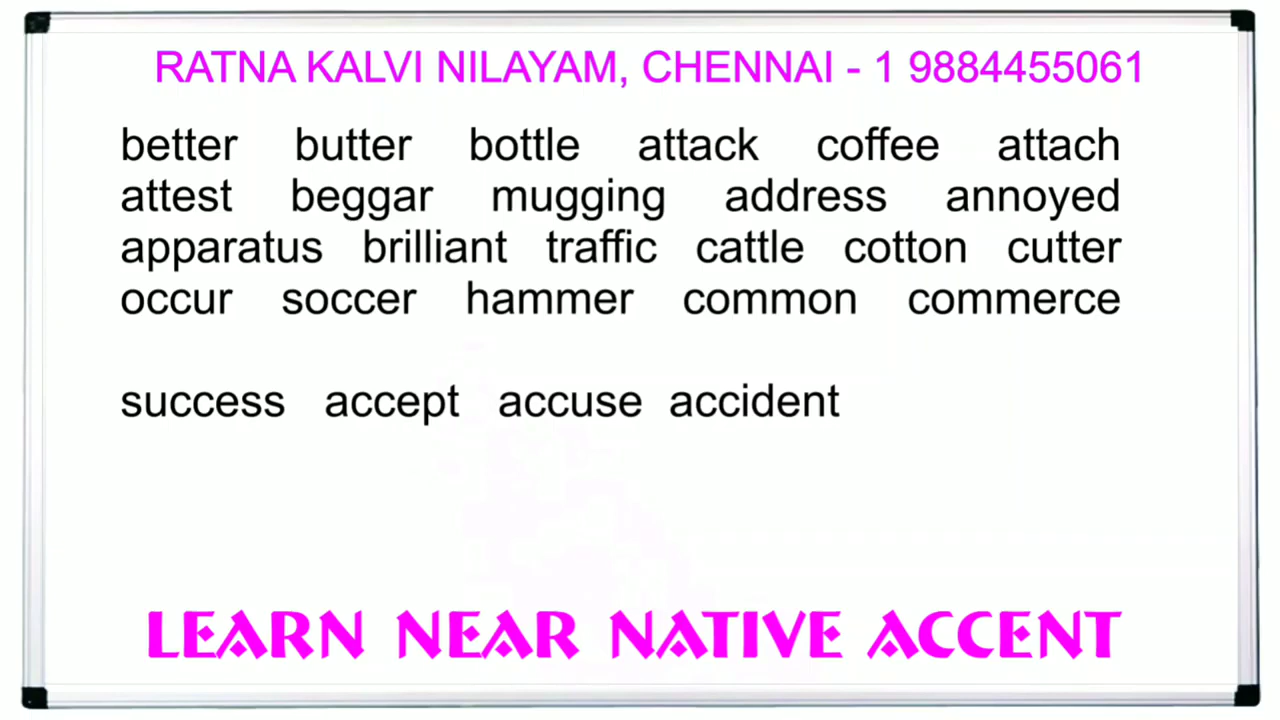 RATNA KALVI NILAYAM, CHENNAI - 1 9884455061
better butter bottle attack coffee attach
attest beggar mugging address annoyed
apparatus brilliant traffic cattle cotton cutter
occur soccer hammer common commerce
success accept accuse accident
LEARN NEAR NATIVE ACCENT